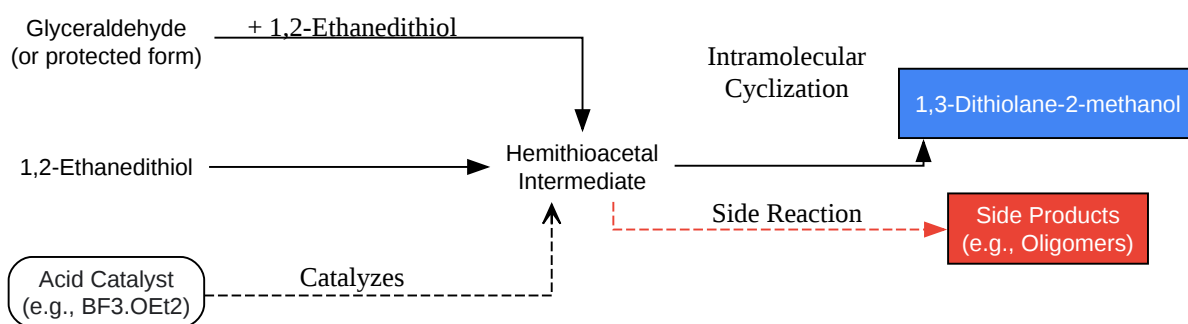 Glyceraldehyde
(or protected form)
+ 1,2-Ethanedithiol
Intramolecular
Cyclization
1,3-Dithiolane-2-methanol
1,2-Ethanedithiol
Hemithioacetal
Intermediate
Side Reaction
Side Products
(e.g., Oligomers)
Acid Catalyst
(e.g., BF3.OEt2)
Catalyzes